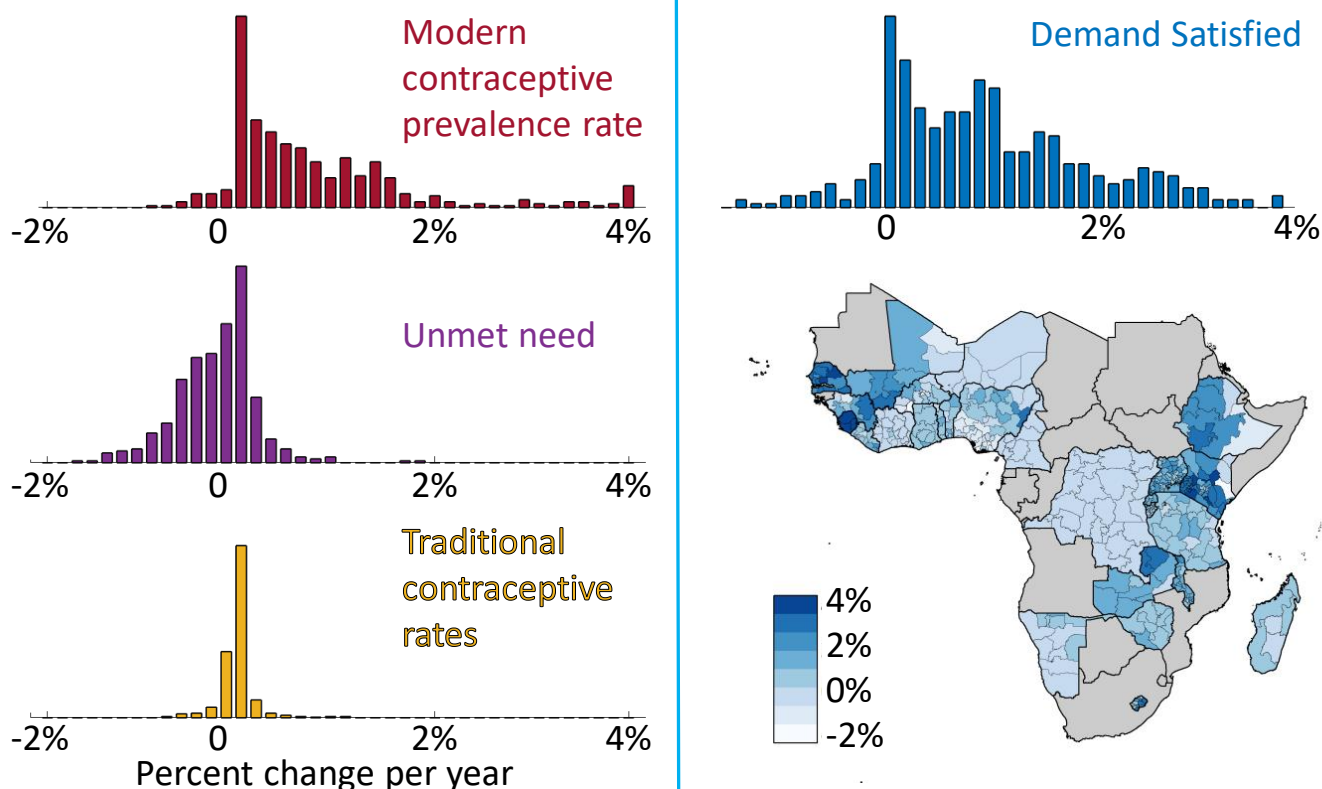 Modern
contraceptive
prevalence rate
-2% 0 2% 4%
Unmet need
-2% 0 2% 4%
Traditional
contraceptive
rates
-2% 0 2% 4%
Percent change per year
Demand Satisfied
0 2% 4%
4%
2%
0%
-2%